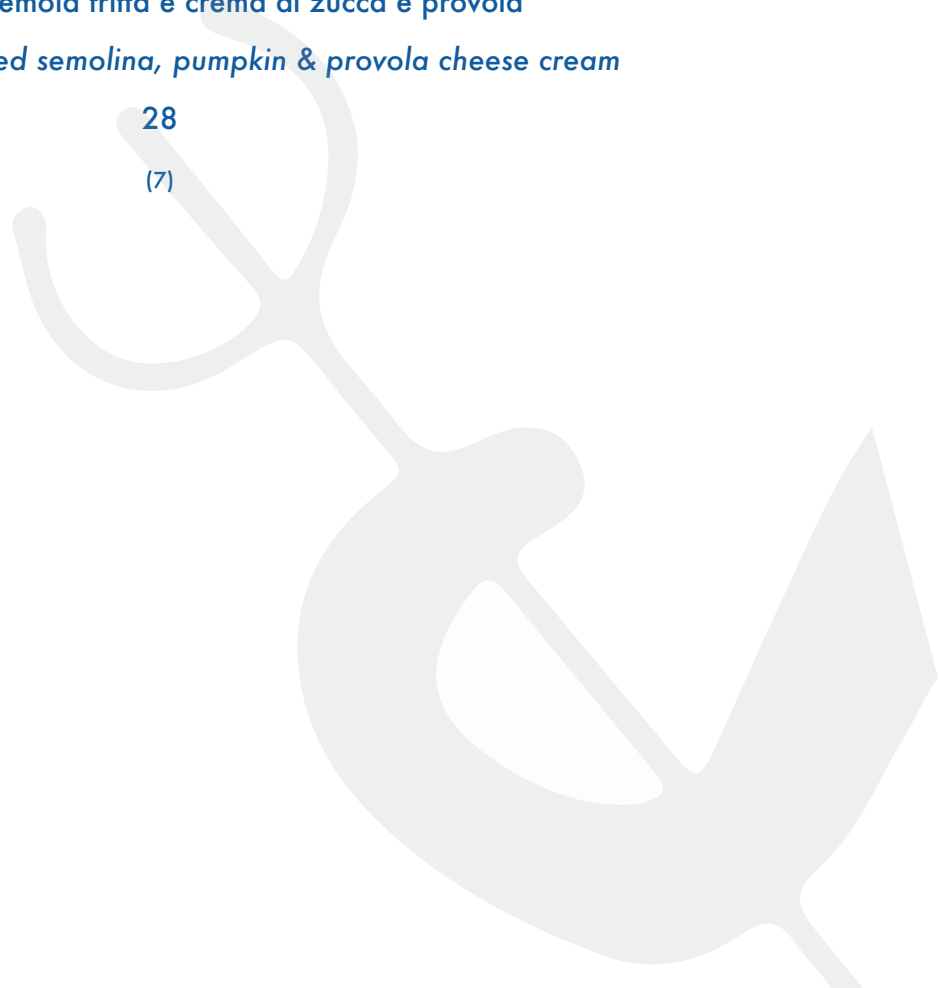 emola fritta e crema di zucca e provola
ed semolina, pumpkin & provola cheese cream
28
(7)